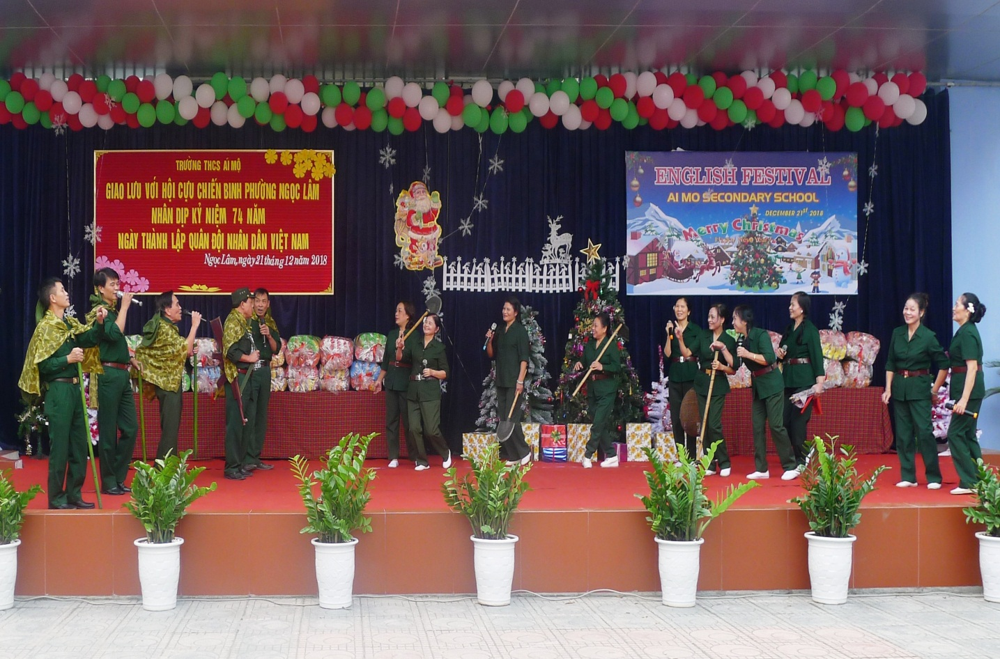 TRƯỜNG THCS ÁI MỘ
GIAO LƯU VỚI HỘI CỰU CHIẾN BINH PHƯỜNG NGỌC LÂM
NHÂN DỊP KỶ NIỆM 74 NĂM
NGÀY THÀNH LẬP QUÂN ĐỘI NHÂN DÂN VIỆT NAM
Ngọc Lâm, ngày 21 tháng 12 năm 2018
ENGLISH FESTIVAL
AI MO SECONDARY SCHOOL
DECEMBER 21ST 2018
Merry Christmas
Happy New Year